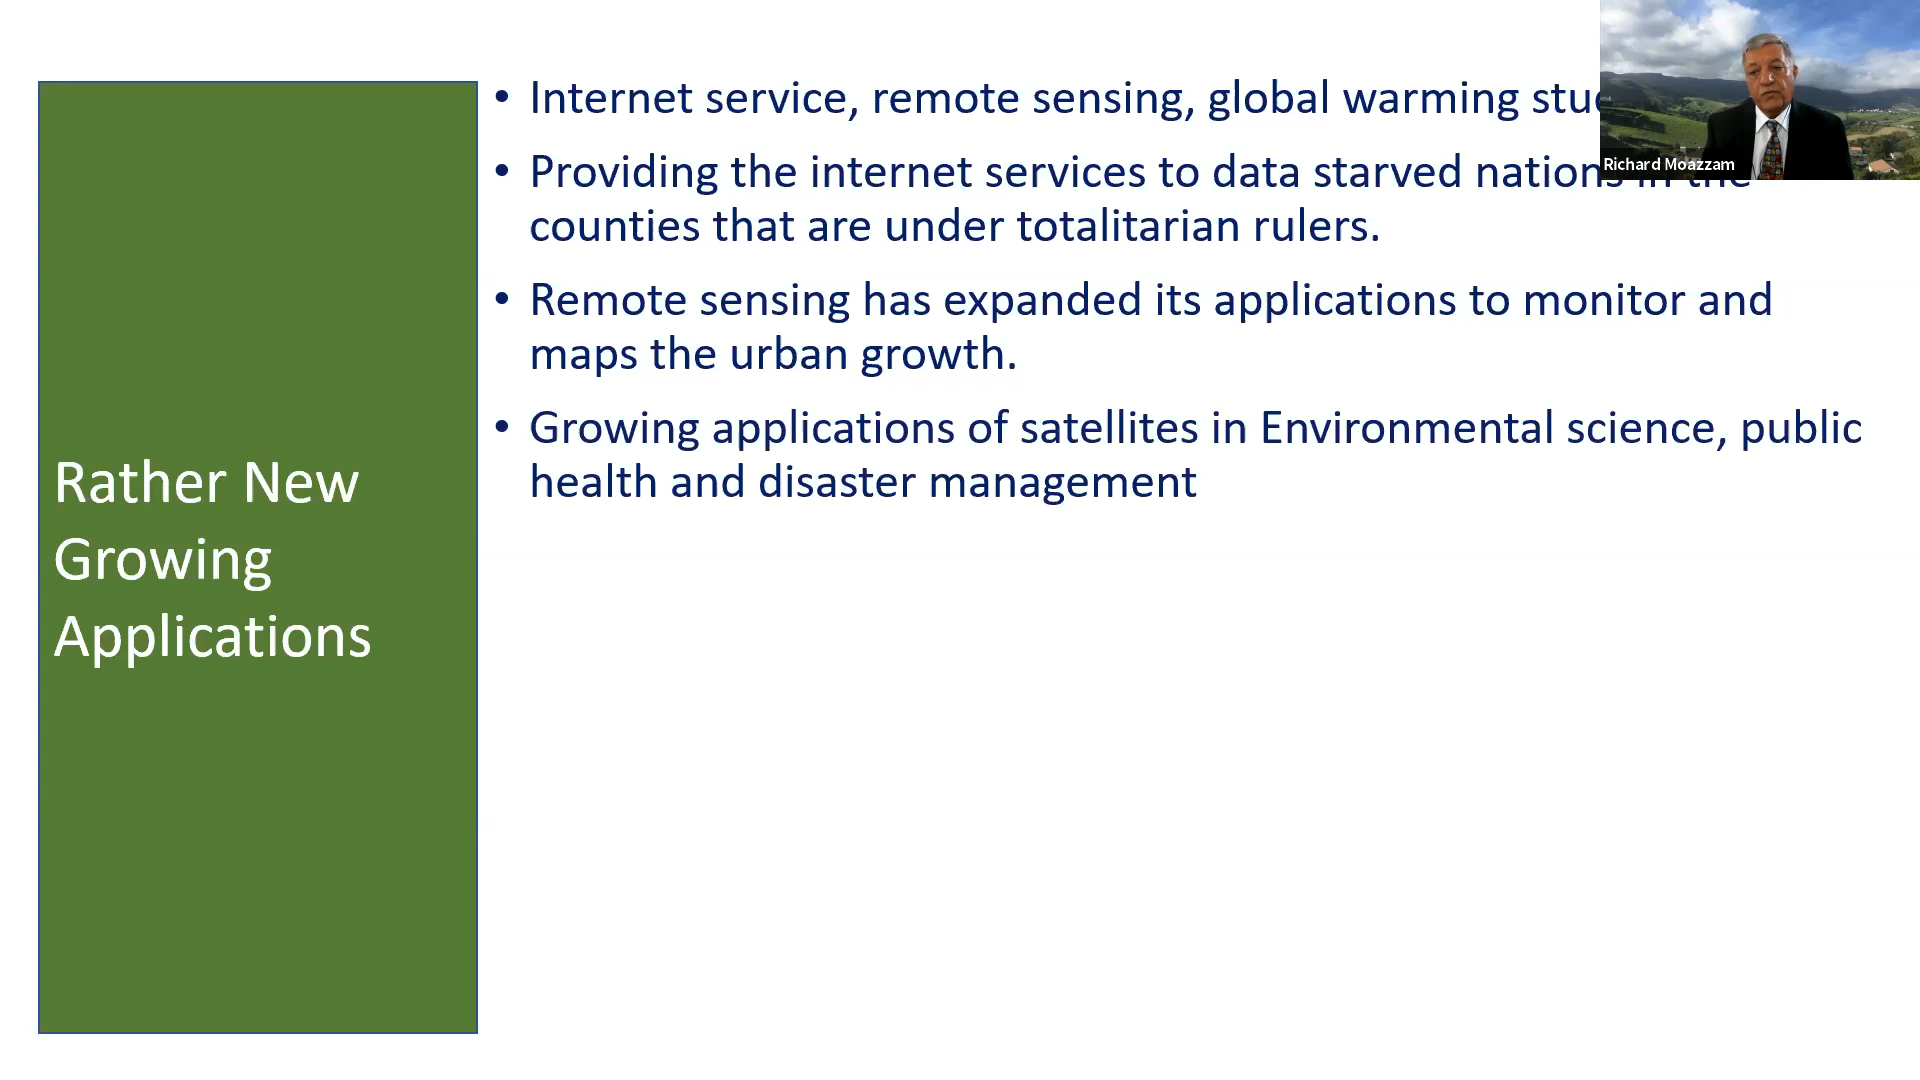 Rather New
Growing
Applications
• Internet service, remote sensing, global warming
• Providing the internet services to data starved nations in the
counties that are under totalitarian rulers.
• Remote sensing has expanded its applications to monitor and
maps the urban growth.
• Growing applications of satellites in Environmental science, public
health and disaster management
Richard Moazzam